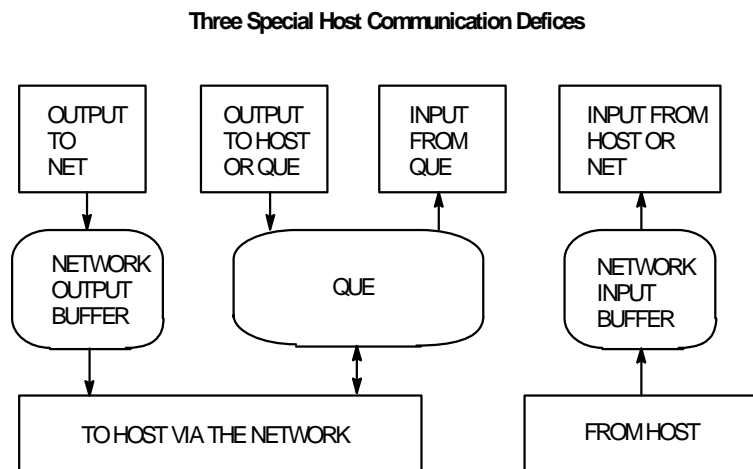 Three Special Host Communication Defices
OUTPUT
TO
NET
OUTPUT
TO HOST
OR QUE
INPUT
FROM
QUE
INPUT FROM
HOST OR
NET
NETWORK
OUTPUT
BUFFER
QUE
NETWORK
INPUT
BUFFER
TO HOST VIA THE NETWORK
FROM HOST